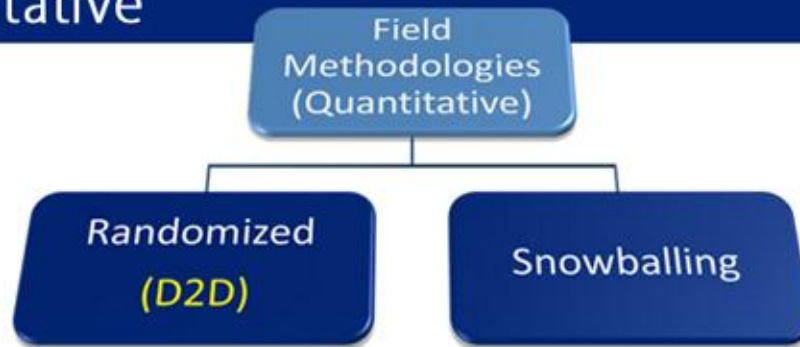 tative
Field
Methodologies
(Quantitative)
Randomized
(D2D)
Snowballing